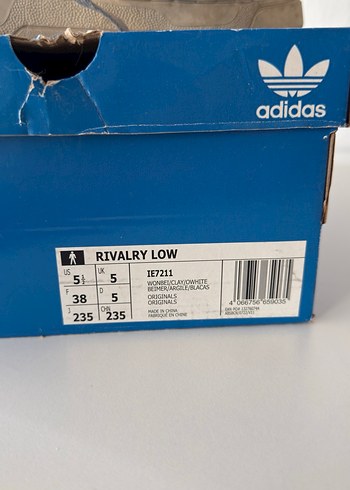 adidas
RIVALRY LOW
US 5½ UK 5
F 38 D 5
J 235 CHN 235
IE7211
WONBEI/CLAY/OWHITE
BEIMER/ARGILE/BLACAS
ORIGINALS
ORIGINALS
MADE IN CHINA
FABRIQUÉ EN CHINE
4 066756 659035